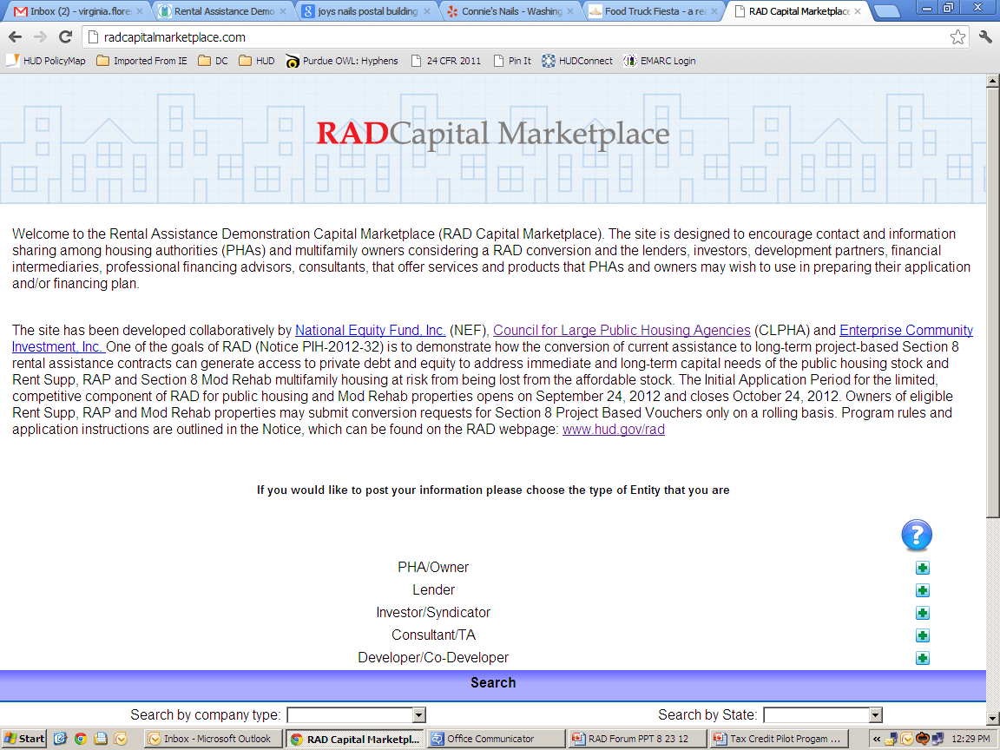 Inbox (2) - virginia.flore
Rental Assistance Demo
joys nails postal building
Connie's Nails - Washing
Food Truck Fiesta - a rea
RAD Capital Marketplace
radcapitalmarketplace.com
HUD PolicyMap Imported From IE DC HUD Purdue OWL: Hyphens 24 CFR 2011 Pin It HUDConnect EMARC Login
RADCapital Marketplace
Welcome to the Rental Assistance Demonstration Capital Marketplace (RAD Capital Marketplace). The site is designed to encourage contact and information
sharing among housing authorities (PHAs) and multifamily owners considering a RAD conversion and the lenders, investors, development partners, financial
intermediaries, professional financing advisors, consultants, that offer services and products that PHAs and owners may wish to use in preparing their application
and/or financing plan.
The site has been developed collaboratively by National Equity Fund, Inc. (NEF), Council for Large Public Housing Agencies (CLPHA) and Enterprise Community
Investment, Inc. One of the goals of RAD (Notice PIH-2012-32) is to demonstrate how the conversion of current assistance to long-term project-based Section 8
rental assistance contracts can generate access to private debt and equity to address immediate and long-term capital needs of the public housing stock and
Rent Supp, RAP and Section 8 Mod Rehab multifamily housing at risk from being lost from the affordable stock. The Initial Application Period for the limited,
competitive component of RAD for public housing and Mod Rehab properties opens on September 24, 2012 and closes October 24, 2012. Owners of eligible
Rent Supp, RAP and Mod Rehab properties may submit conversion requests for Section 8 Project Based Vouchers only on a rolling basis. Program rules and
application instructions are outlined in the Notice, which can be found on the RAD webpage: www.hud.gov/rad
If you would like to post your information please choose the type of Entity that you are
?
PHA/Owner
Lender
Investor/Syndicator
Consultant/TA
Developer/Co-Developer
Search
Search by company type: Search by State:
Start Inbox - Microsoft Outlook RAD Capital Marketpl... Office Communicator RAD Forum PPT 8 23 12 Tax Credit Pilot Progam ... « 12:29 PM